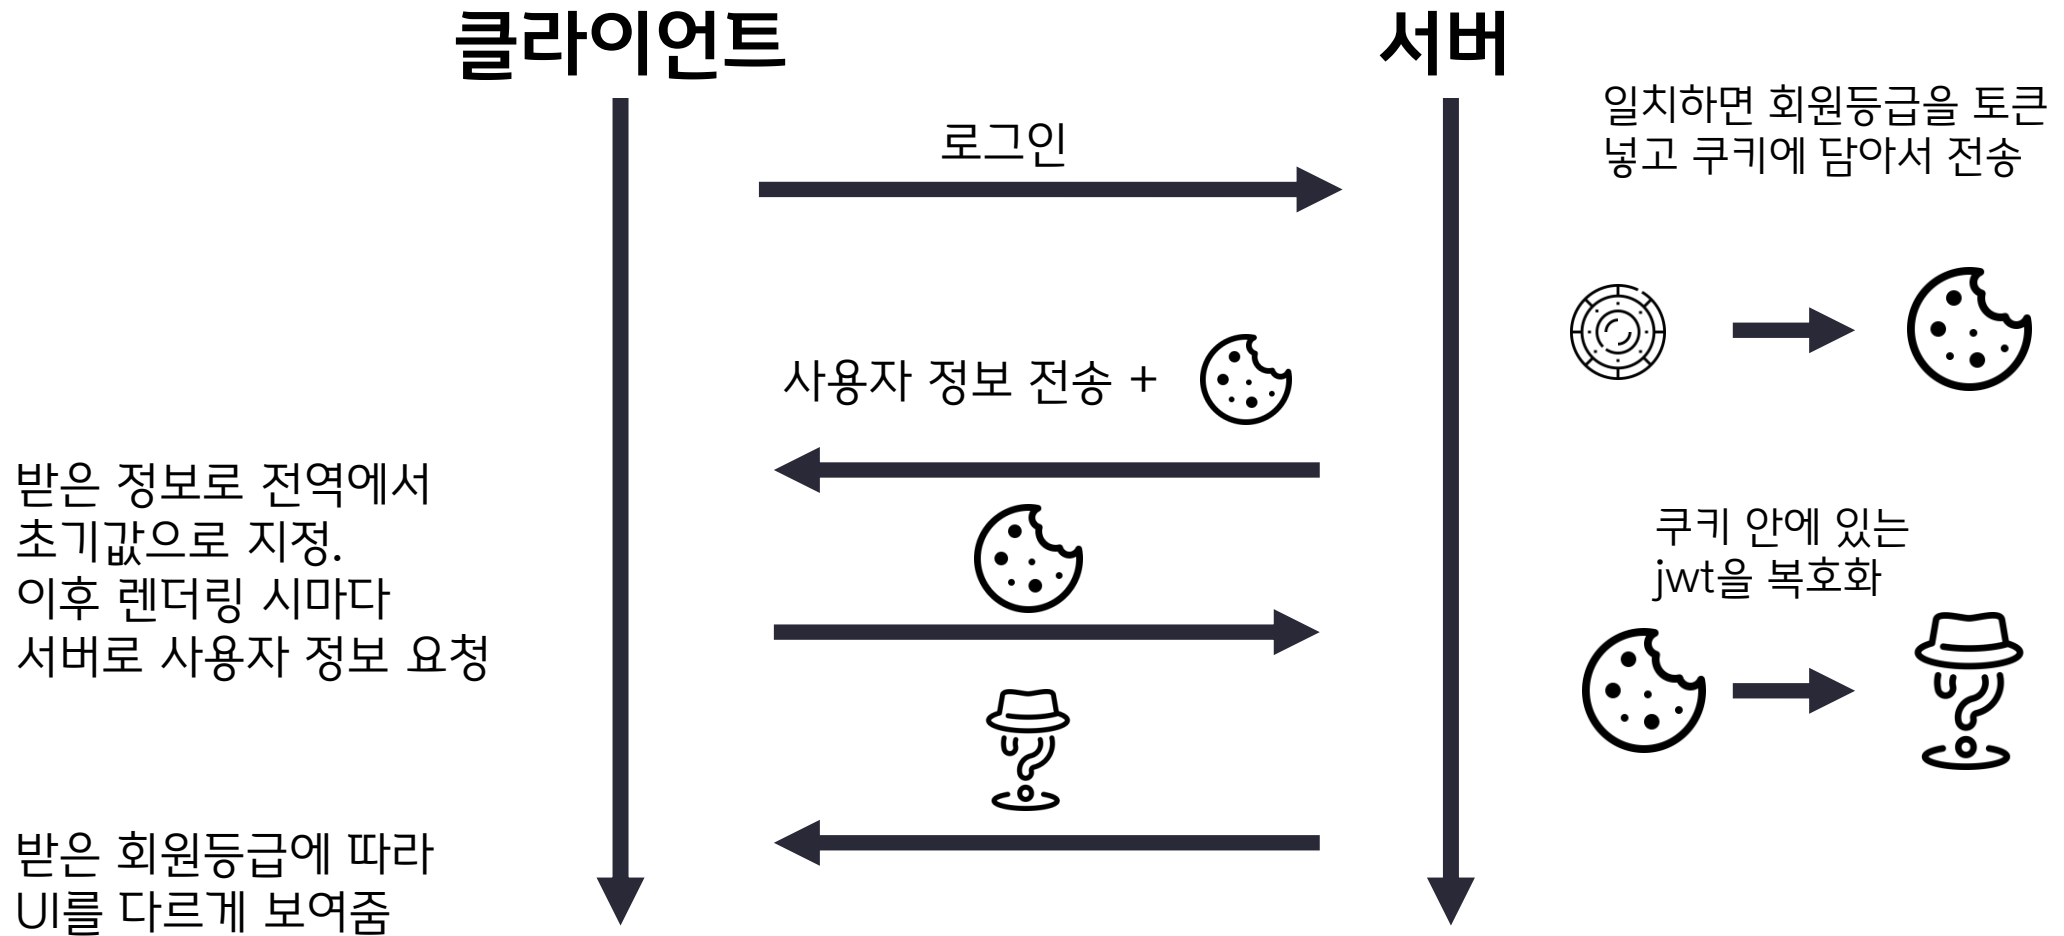 클라이언트
서버
로그인
일치하면 회원등급을 토큰
넣고 쿠키에 담아서 전송
사용자 정보 전송 +
받은 정보로 전역에서
초기값으로 지정.
이후 렌더링 시마다
서버로 사용자 정보 요청
쿠키 안에 있는
jwt을 복호화
받은 회원등급에 따라
UI를 다르게 보여줌